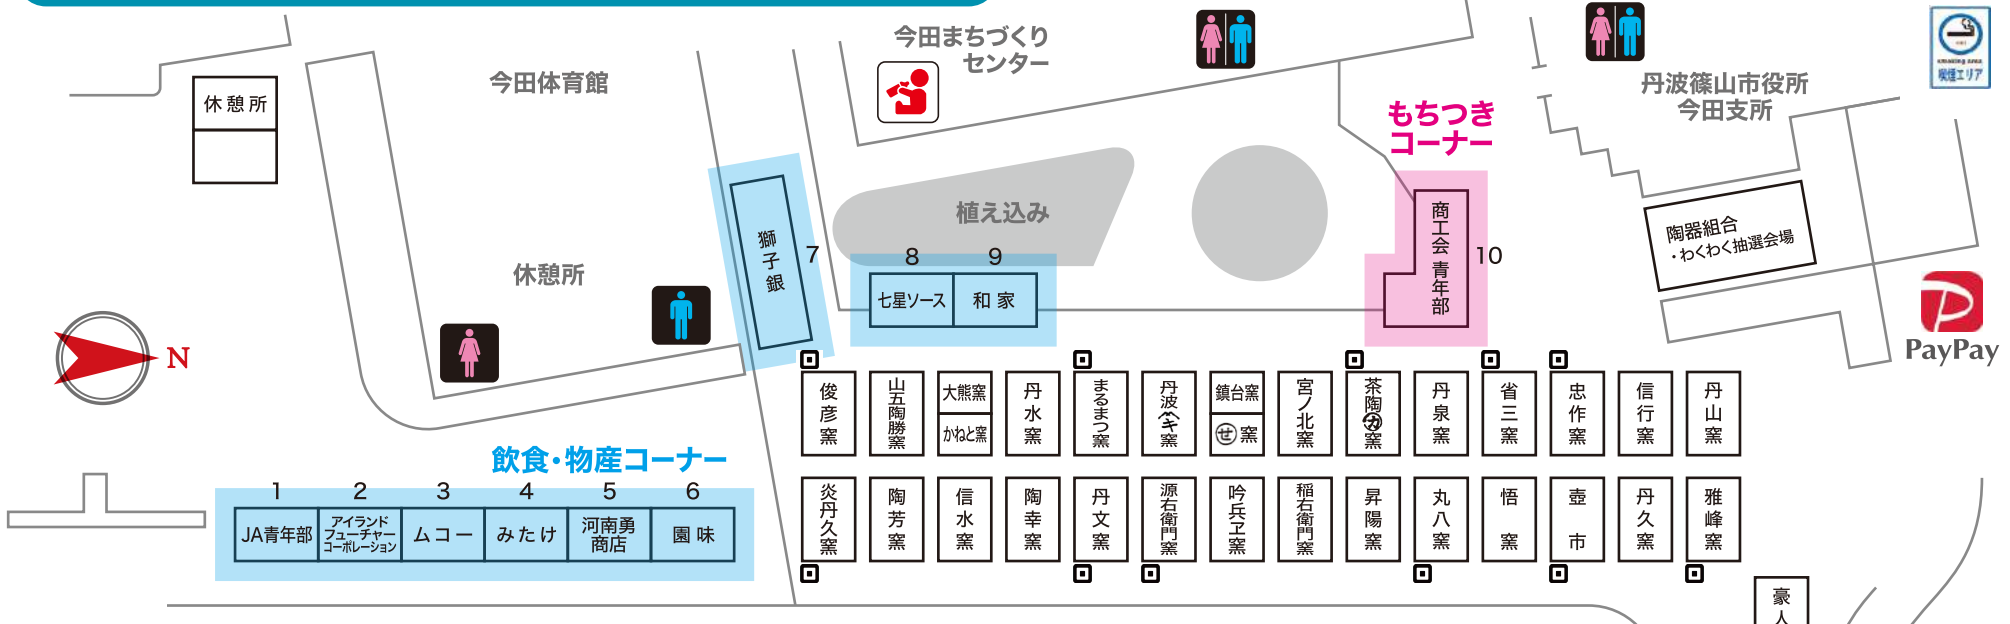 今田まちづくり
センター
今田体育館
休憩所
丹波篠山市役所
今田支所
smoking area
喫煙エリア
もちつき
コーナー
植え込み
獅子銀
7
8
9
七星ソース
和家
商工会 青年部
10
陶器組合
・わくわく抽選会場
休憩所
N
PayPay
俊彦窯
山五陶勝窯
大熊窯
かねと窯
丹水窯
まるまつ窯
丹波キ窯
鎮台窯
せ窯
宮ノ北窯
茶陶カ窯
丹泉窯
省三窯
忠作窯
信行窯
丹山窯
飲食・物産コーナー
1
2
3
4
5
6
JA青年部
アイランド
フューチャー
コーポレーション
ムコー
みたけ
河南勇
商店
園味
炎丹久窯
陶芳窯
信水窯
陶幸窯
丹文窯
源右衛門窯
吟兵ヱ窯
稲右衛門窯
昇陽窯
丸八窯
悟窯
壺市
丹久窯
雅峰窯
豪人